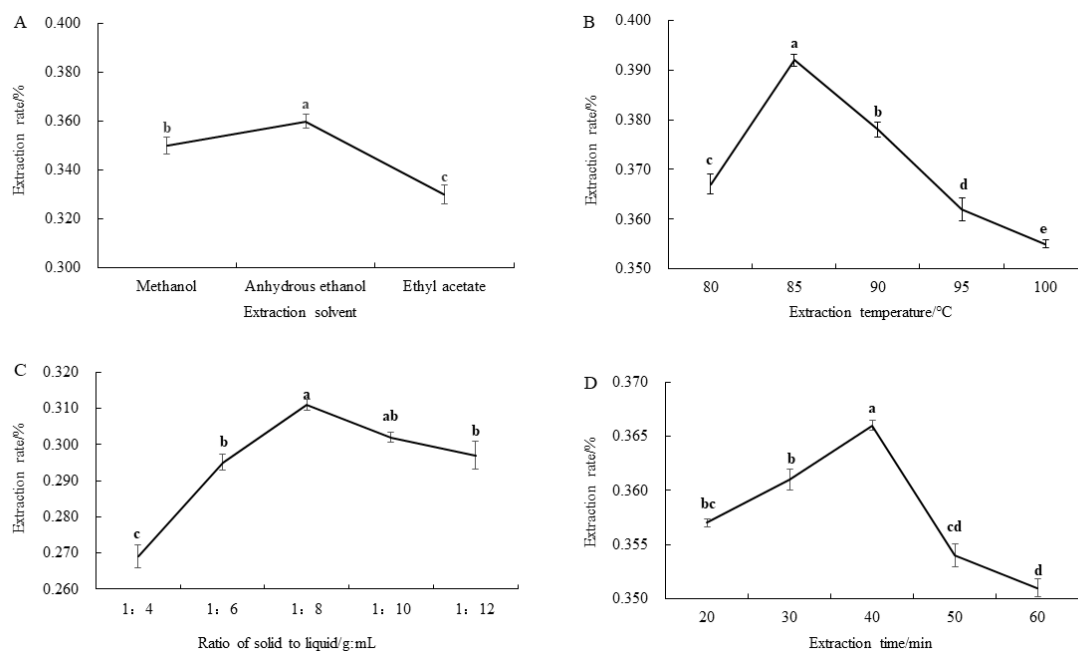 A
0.400
0.380
0.360
0.340
0.320
0.300
Extraction rate/%
b
a
c
Methanol
Anhydrous ethanol
Ethyl acetate
Extraction solvent
B
0.400
0.390
0.380
0.370
0.360
0.350
Extraction rate/%
c
a
b
d
e
80
85
90
95
100
Extraction temperature/°C
C
0.320
0.310
0.300
0.290
0.280
0.270
0.260
Extraction rate/%
c
b
a
ab
b
1：4
1：6
1：8
1：10
1：12
Ratio of solid to liquid/g:mL
D
0.370
0.365
0.360
0.355
0.350
Extraction rate/%
bc
b
a
cd
d
20
30
40
50
60
Extraction time/min